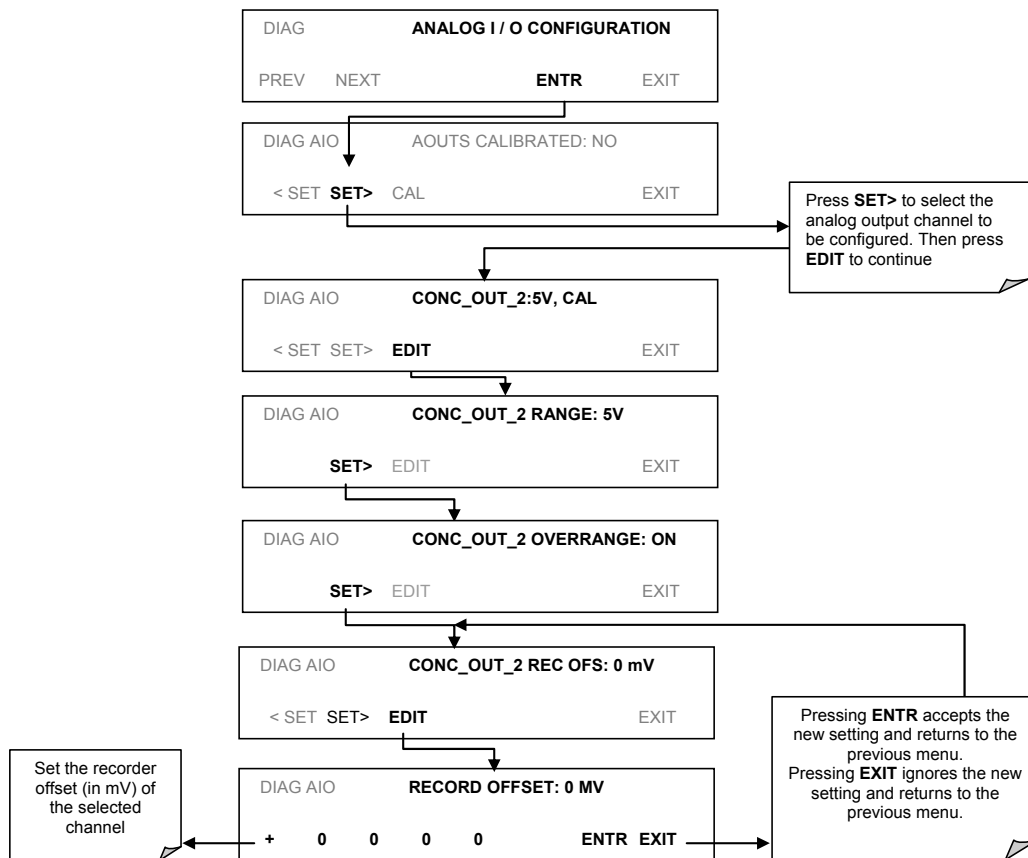 DIAG ANALOG I / O CONFIGURATION
PREV NEXT ENTR EXIT
DIAG AIO AOUTS CALIBRATED: NO
< SET SET> CAL EXIT
Press SET> to select the
analog output channel to
be configured. Then press
EDIT to continue
DIAG AIO CONC_OUT_2:5V, CAL
< SET SET> EDIT EXIT
DIAG AIO CONC_OUT_2 RANGE: 5V
SET> EDIT EXIT
DIAG AIO CONC_OUT_2 OVERRANGE: ON
SET> EDIT EXIT
DIAG AIO CONC_OUT_2 REC OFS: 0 mV
< SET SET> EDIT EXIT
Pressing ENTR accepts the
new setting and returns to the
previous menu.
Pressing EXIT ignores the new
setting and returns to the
previous menu.
Set the recorder
offset (in mV) of
the selected
channel
DIAG AIO RECORD OFFSET: 0 MV
+ 0 0 0 0 ENTR EXIT